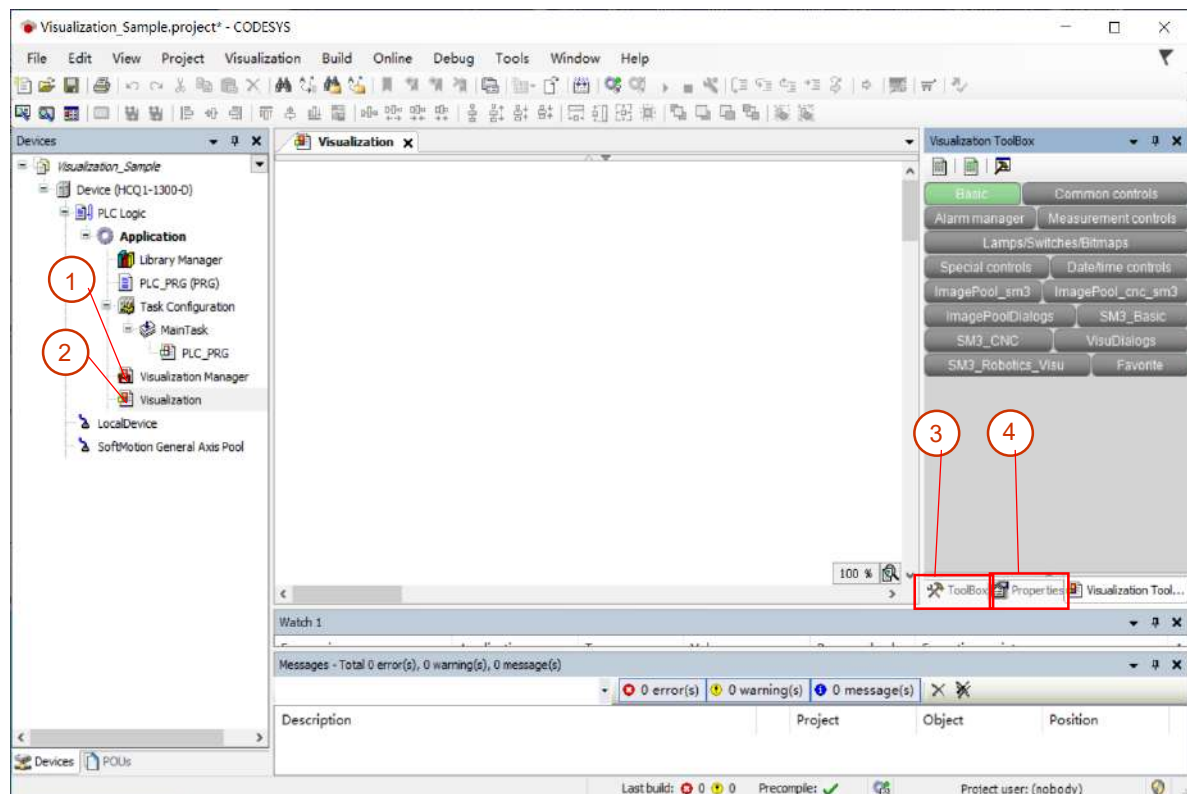 Visualization_Sample.project* - CODESYS
File Edit View Project Visualization Build Online Debug Tools Window Help
Devices
Visualization_Sample
Device (HCQ1-1300-D)
PLC Logic
Application
Library Manager
PLC_PRG (PRG)
Task Configuration
MainTask
PLC_PRG
Visualization Manager
Visualization
LocalDevice
SoftMotion General Axis Pool
1
2
Devices POUs
Visualization
100 %
Visualization ToolBox
Basic Common controls
Alarm manager Measurement controls
Lamps/Switches/Bitmaps
Special controls Date/time controls
ImagePool_sm3 ImagePool_cnc_sm3
ImagePoolDialogs SM3_Basic
SM3_CNC VisuDialogs
SM3_Robotics_Visu Favorite
3 4
ToolBox Properties Visualization Tool...
Watch 1
Messages - Total 0 error(s), 0 warning(s), 0 message(s)
0 error(s) 0 warning(s) 0 message(s)
Description Project Object Position
Last build: 0 0 Precompile: Project user: (nobody)